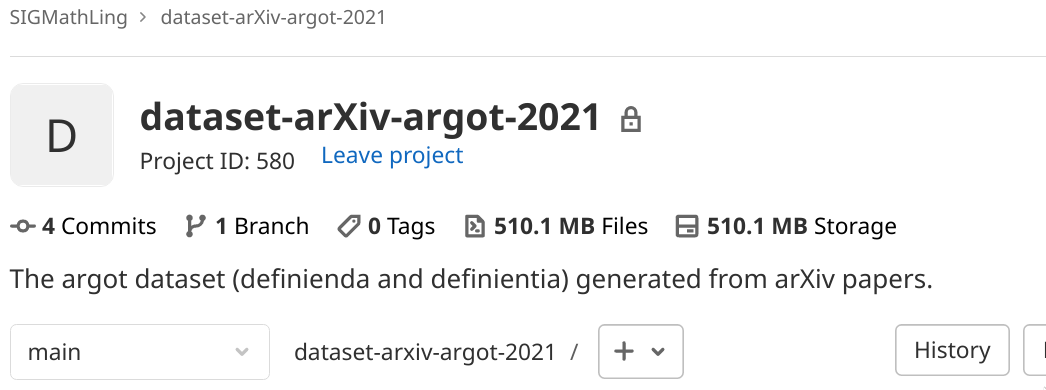 SIGMathLing > dataset-arXiv-argot-2021
D
dataset-arXiv-argot-2021
Project ID: 580 Leave project
4 Commits 1 Branch 0 Tags 510.1 MB Files 510.1 MB Storage
The argot dataset (definienda and definientia) generated from arXiv papers.
main dataset-arxiv-argot-2021 / + History